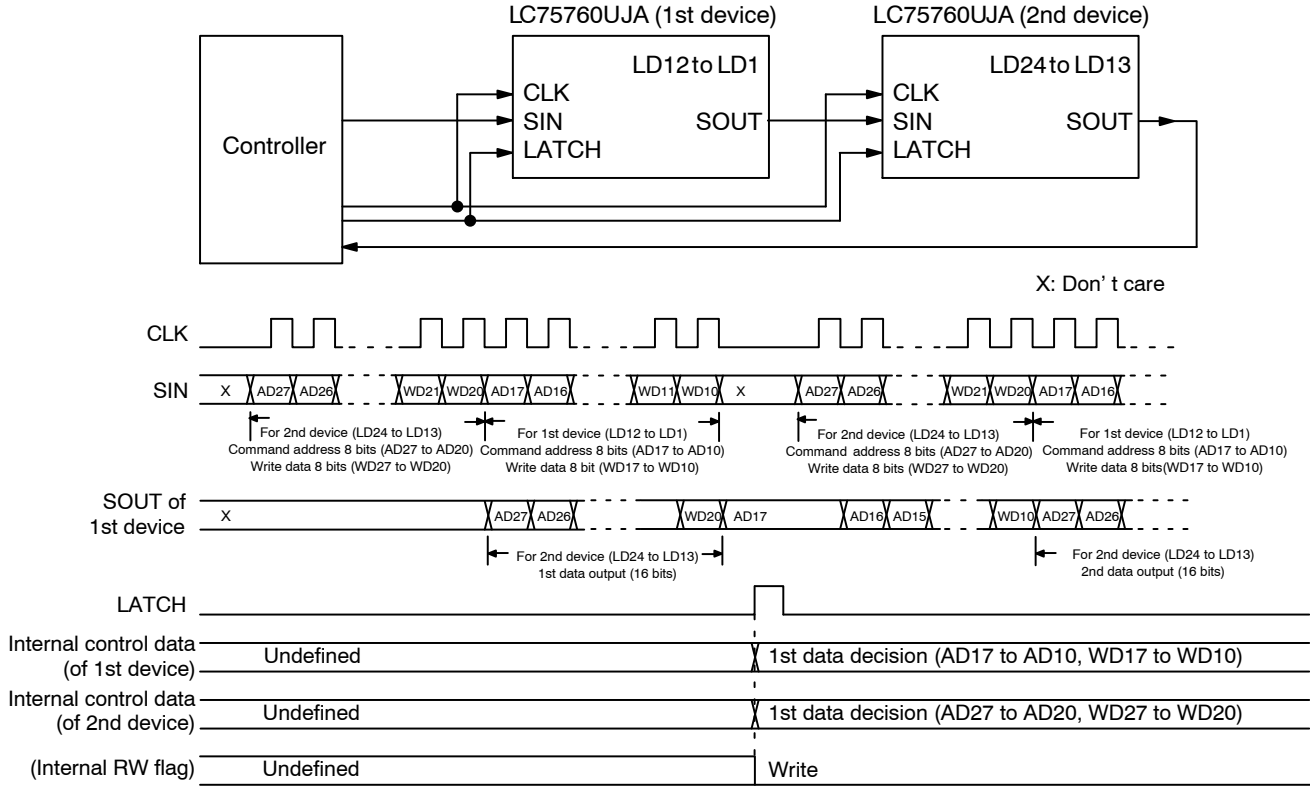 LC75760UJA (1st device)
LC75760UJA (2nd device)
LD12 to LD1
LD24 to LD13
CLK
CLK
SIN
SOUT
SIN
SOUT
Controller
LATCH
LATCH
X: Don' t care
CLK
SIN
X
AD27
AD26
WD21
WD20
AD17
AD16
WD11
WD10
X
AD27
AD26
WD21
WD20
AD17
AD16
For 2nd device (LD24 to LD13)
Command address 8 bits (AD27 to AD20)
Write data 8 bits (WD27 to WD20)
For 1st device (LD12 to LD1)
Command address 8 bits (AD17 to AD10)
Write data 8 bit (WD17 to WD10)
For 2nd device (LD24 to LD13)
Command address 8 bits (AD27 to AD20)
Write data 8 bits (WD27 to WD20)
For 1st device (LD12 to LD1)
Command address 8 bits (AD17 to AD10)
Write data 8 bits(WD17 to WD10)
SOUT of
1st device
X
AD27
AD26
WD20
AD17
AD16
AD15
WD10
AD27
AD26
For 2nd device (LD24 to LD13)
1st data output (16 bits)
For 2nd device (LD24 to LD13)
2nd data output (16 bits)
LATCH
Internal control data
(of 1st device)
Undefined
1st data decision (AD17 to AD10, WD17 to WD10)
Internal control data
(of 2nd device)
Undefined
1st data decision (AD27 to AD20, WD27 to WD20)
(Internal RW flag)
Undefined
Write